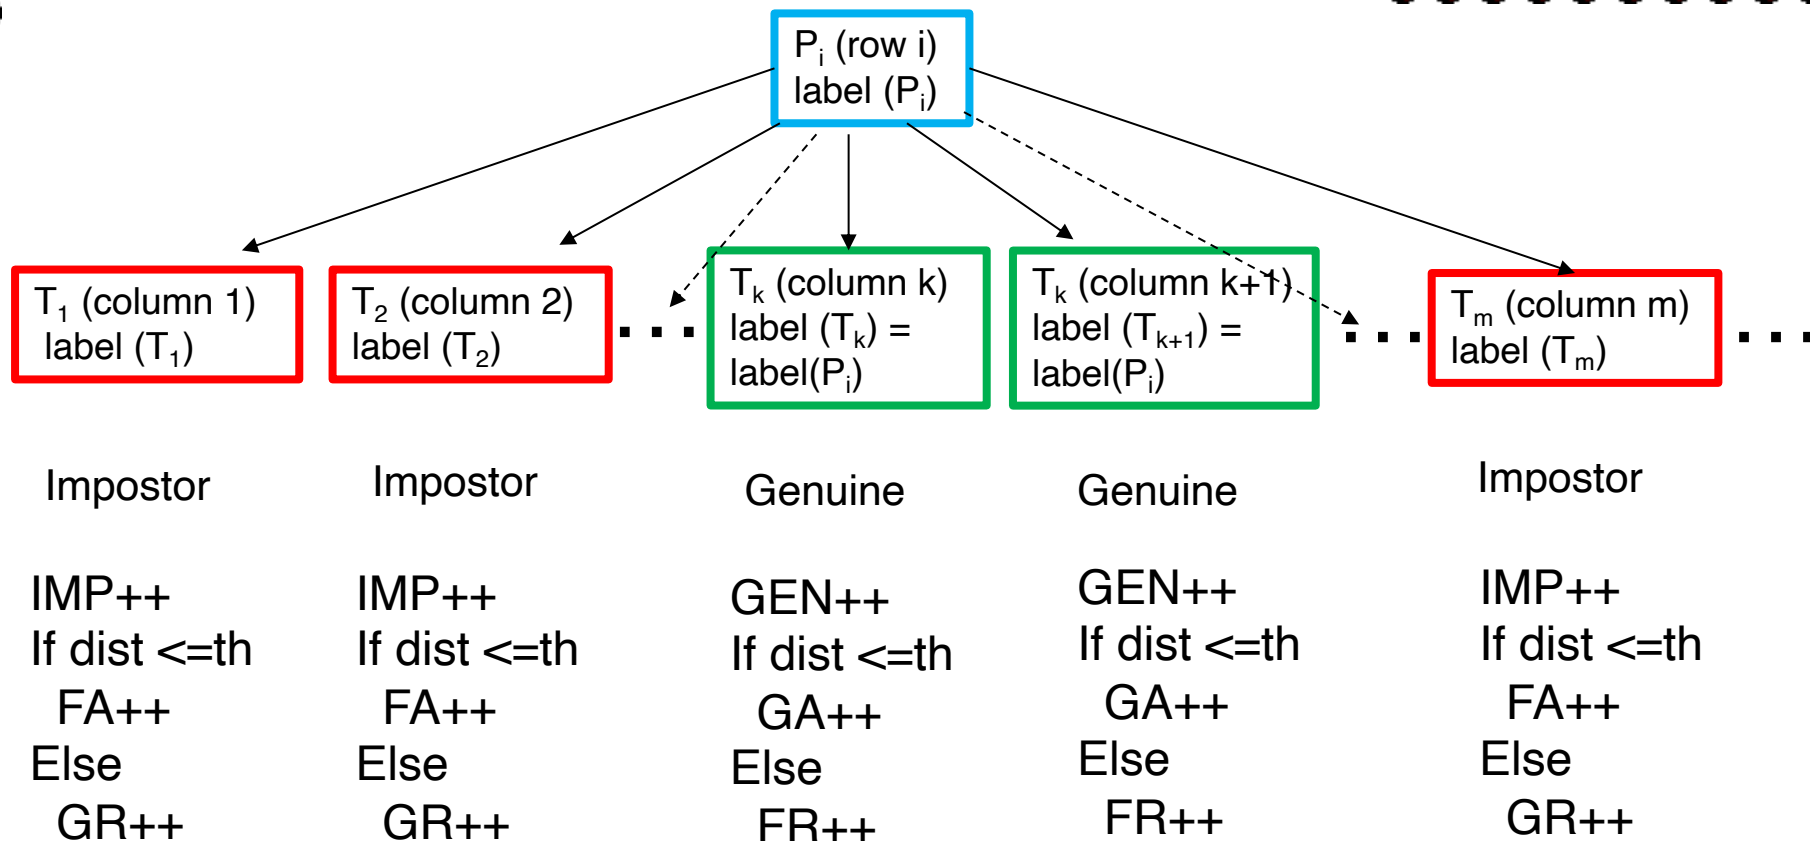 Pᵢ (row i)
label (Pᵢ)
T₁ (column 1)
label (T₁)
T₂ (column 2)
label (T₂)
Tₖ (column k)
label (Tₖ) =
label(Pᵢ)
Tₖ (column k+1)
label (Tₖ₊₁) =
label(Pᵢ)
Tₘ (column m)
label (Tₘ)
Impostor
Impostor
Genuine
Genuine
Impostor
IMP++
If dist <=th
FA++
Else
GR++
IMP++
If dist <=th
FA++
Else
GR++
GEN++
If dist <=th
GA++
Else
FR++
GEN++
If dist <=th
GA++
Else
FR++
IMP++
If dist <=th
FA++
Else
GR++